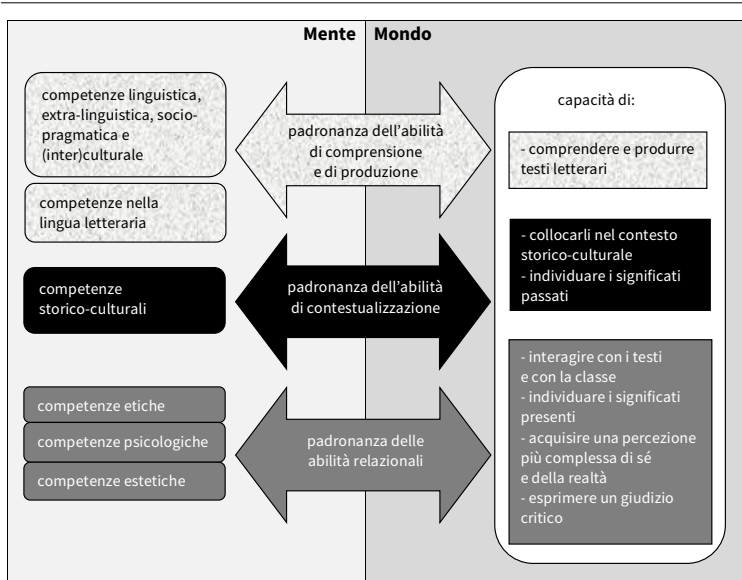 Mente Mondo
competenze linguistica,
extra-linguistica, socio-
pragmatica e
(inter)culturale
competenze nella
lingua letteraria
padronanza dell'abilità
di comprensione
e di produzione
capacità di:
- comprendere e produrre
testi letterari
competenze
storico-culturali
padronanza dell'abilità
di contestualizzazione
- collocarli nel contesto
storico-culturale
- individuare i significati
passati
competenze etiche
competenze psicologiche
competenze estetiche
padronanza delle
abilità relazionali
- interagire con i testi
e con la classe
- individuare i significati
presenti
- acquisire una percezione
più complessa di sé
e della realtà
- esprimere un giudizio
critico